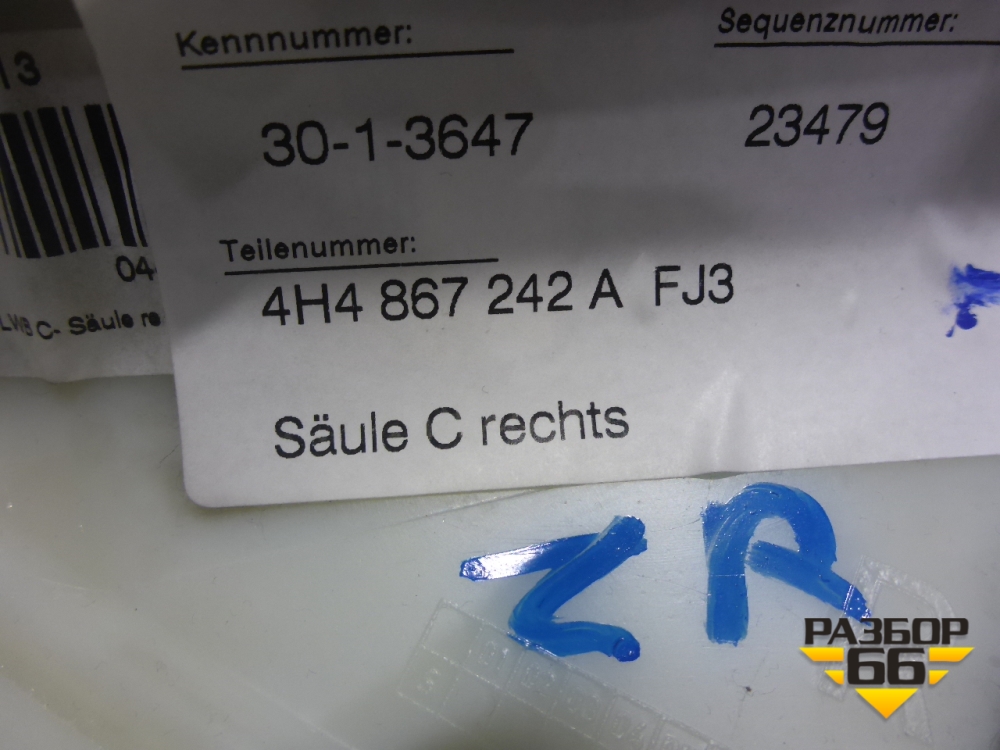 Kennnummer:
Sequenznummer:
30-1-3647
23479
Teilenummer:
4H4 867 242 A FJ3
Säule C rechts
13
04
C- Säule re
ZR
РАЗБОР
66